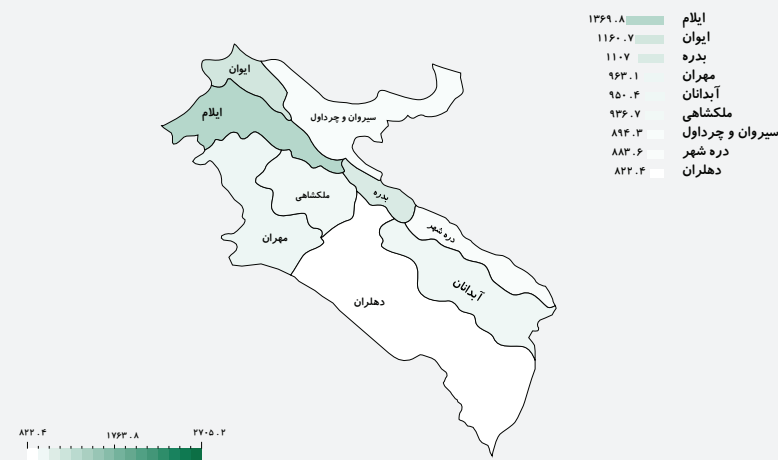 ایلام ۱۳۶۹.۸
ایوان ۱۱۶۰.۷
بدره ۱۱۰۷
مهران ۹۶۳.۱
آبدانان ۹۵۰.۴
ملکشاهی ۹۳۶.۷
سیروان و چرداول ۸۹۴.۳
دره شهر ۸۸۳.۶
دهلران ۸۲۲.۴
ایوان
ایلام
سیروان و چرداول
بدره
ملکشاهی
دره شهر
مهران
آبدانان
دهلران
۸۲۲.۴ ۱۷۶۳.۸ ۲۷۰۵.۲